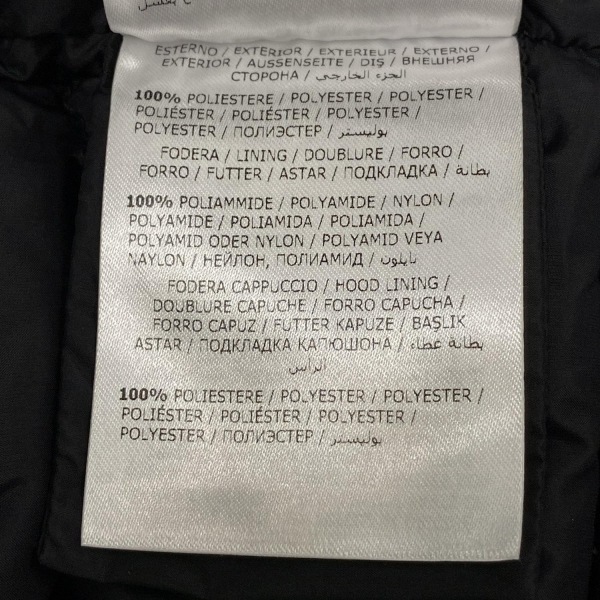 ESTERNO / EXTERIOR / EXTERIEUR / EXTERNO /
EXTERIOR / AUSSENSEITE / DIŞ / ВНЕШНЯЯ
СТОРОНА / الجزء الخارجي
100% POLIESTERE / POLYESTER / POLYESTER /
POLIÉSTER / POLIÉSTER / POLYESTER /
POLYESTER / ПОЛИЭСТЕР / بوليستر
FODERA / LINING / DOUBLURE / FORRO /
FORRO / FUTTER / ASTAR / ПОДКЛАДКА / بطانة
100% POLIAMMIDE / POLYAMIDE / NYLON /
POLYAMIDE / POLIAMIDA / POLIAMIDA /
POLYAMID ODER NYLON / POLYAMID VEYA
NAYLON / НЕЙЛОН, ПОЛИАМИД / نايلون
FODERA CAPPUCCIO / HOOD LINING /
DOUBLURE CAPUCHE / FORRO CAPUCHA /
FORRO CAPUZ / FUTTER KAPUZE / BAŞLIK
ASTAR / ПОДКЛАДКА КАПЮШОНА / بطانة غطاء
الرأس
100% POLIESTERE / POLYESTER / POLYESTER /
POLIÉSTER / POLIÉSTER / POLYESTER /
POLYESTER / ПОЛИЭСТЕР / بوليستر